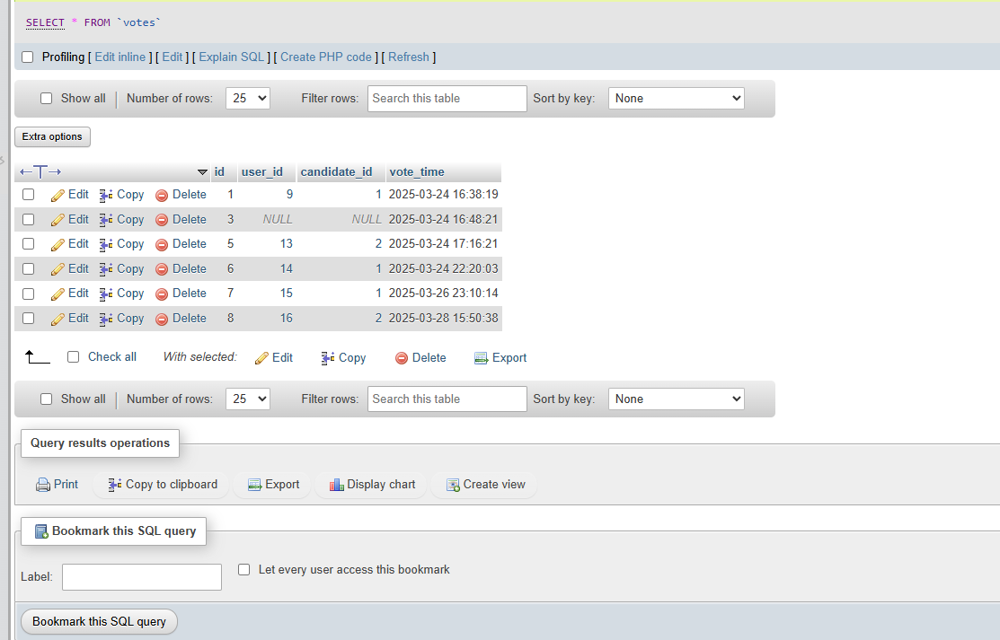 SELECT * FROM `votes`
Profiling [ Edit inline ] [ Edit ] [ Explain SQL ] [ Create PHP code ] [ Refresh ]
Show all Number of rows: 25 Filter rows: Search this table Sort by key: None
Extra options
id user_id candidate_id vote_time
Edit Copy Delete 1 9 1 2025-03-24 16:38:19
Edit Copy Delete 3 NULL NULL 2025-03-24 16:48:21
Edit Copy Delete 5 13 2 2025-03-24 17:16:21
Edit Copy Delete 6 14 1 2025-03-24 22:20:03
Edit Copy Delete 7 15 1 2025-03-26 23:10:14
Edit Copy Delete 8 16 2 2025-03-28 15:50:38
Check all With selected: Edit Copy Delete Export
Show all Number of rows: 25 Filter rows: Search this table Sort by key: None
Query results operations
Print Copy to clipboard Export Display chart Create view
Bookmark this SQL query
Label: Let every user access this bookmark
Bookmark this SQL query